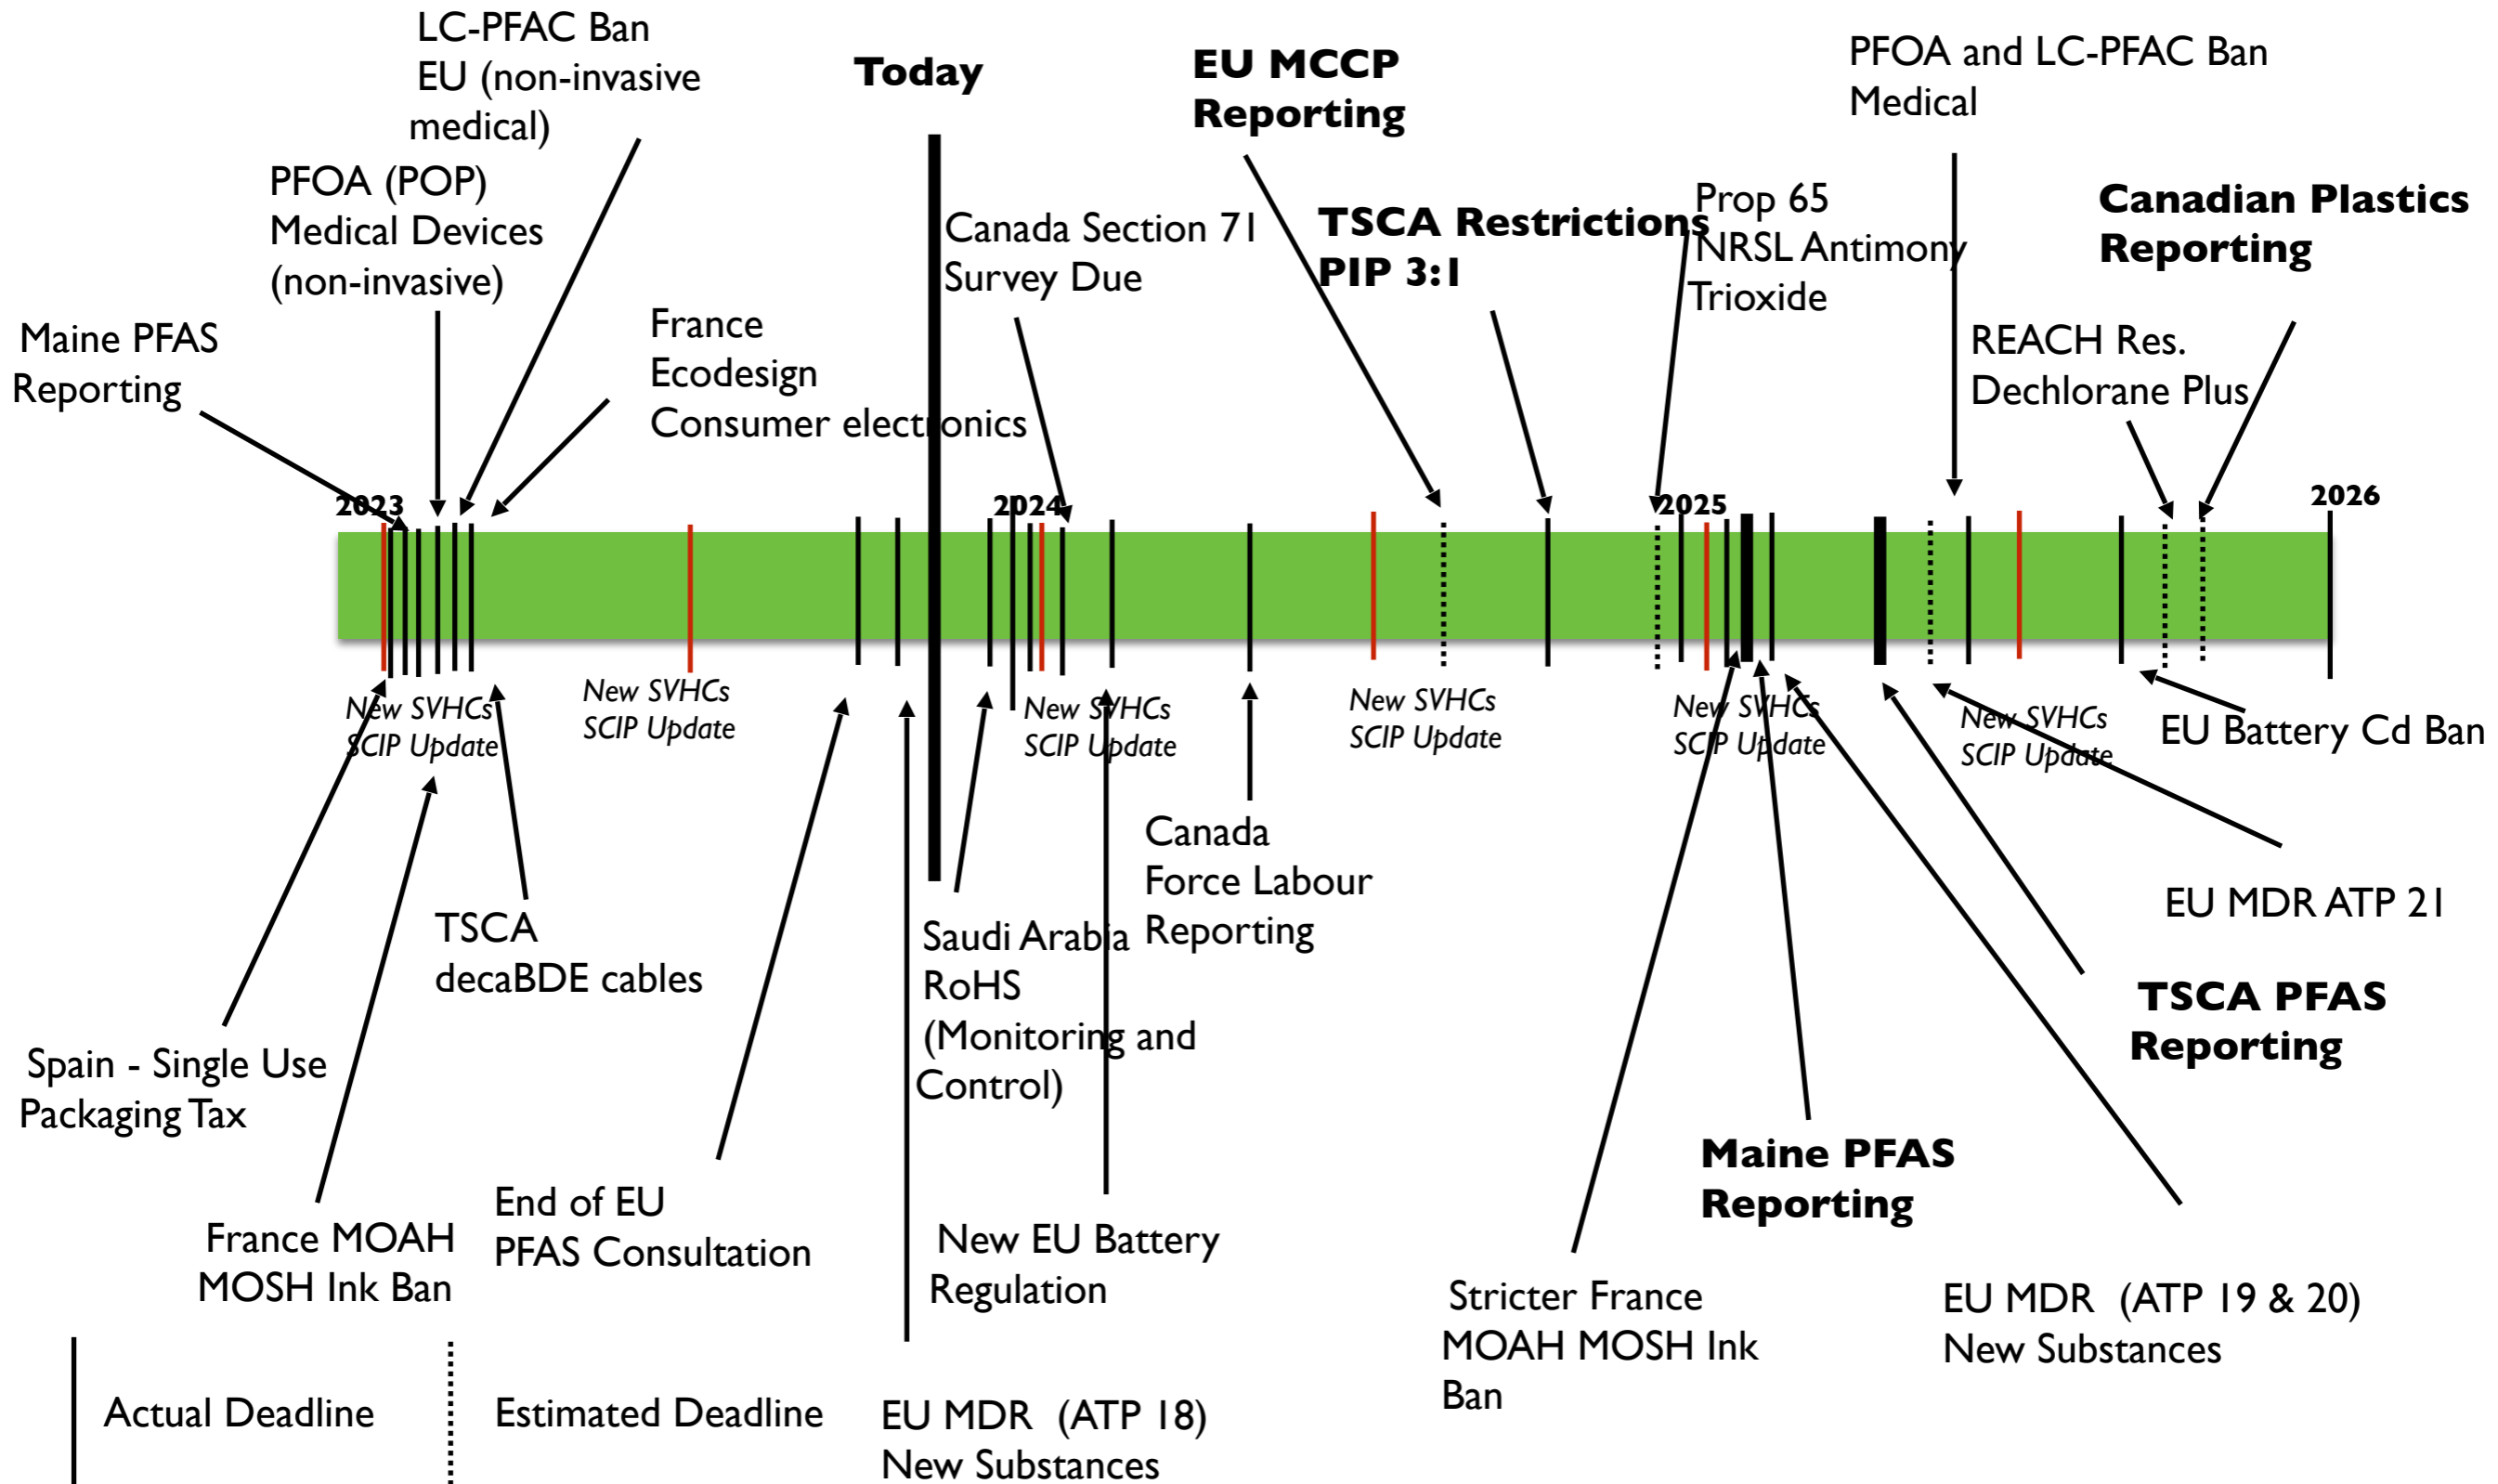 LC-PFAC Ban
EU (non-invasive
medical)
Today
EU MCCP
Reporting
PFOA and LC-PFAC Ban
Medical
PFOA (POP)
Medical Devices
(non-invasive)
Canada Section 71
Survey Due
TSCA Restrictions
PIP 3:1
Prop 65
NRSL Antimony
Trioxide
Canadian Plastics
Reporting
Maine PFAS
Reporting
France
Ecodesign
Consumer electronics
REACH Res.
Dechlorane Plus
2023
2024
2025
2026
New SVHCs
SCIP Update
New SVHCs
SCIP Update
New SVHCs
SCIP Update
New SVHCs
SCIP Update
New SVHCs
SCIP Update
New SVHCs
SCIP Update
EU Battery Cd Ban
Canada
Force Labour
Reporting
TSCA
decaBDE cables
Saudi Arabia
RoHS
(Monitoring and
Control)
EU MDR ATP 21
TSCA PFAS
Reporting
Spain - Single Use
Packaging Tax
Maine PFAS
Reporting
End of EU
PFAS Consultation
France MOAH
MOSH Ink Ban
New EU Battery
Regulation
Stricter France
MOAH MOSH Ink
Ban
EU MDR (ATP 19 & 20)
New Substances
Actual Deadline
Estimated Deadline
EU MDR (ATP 18)
New Substances